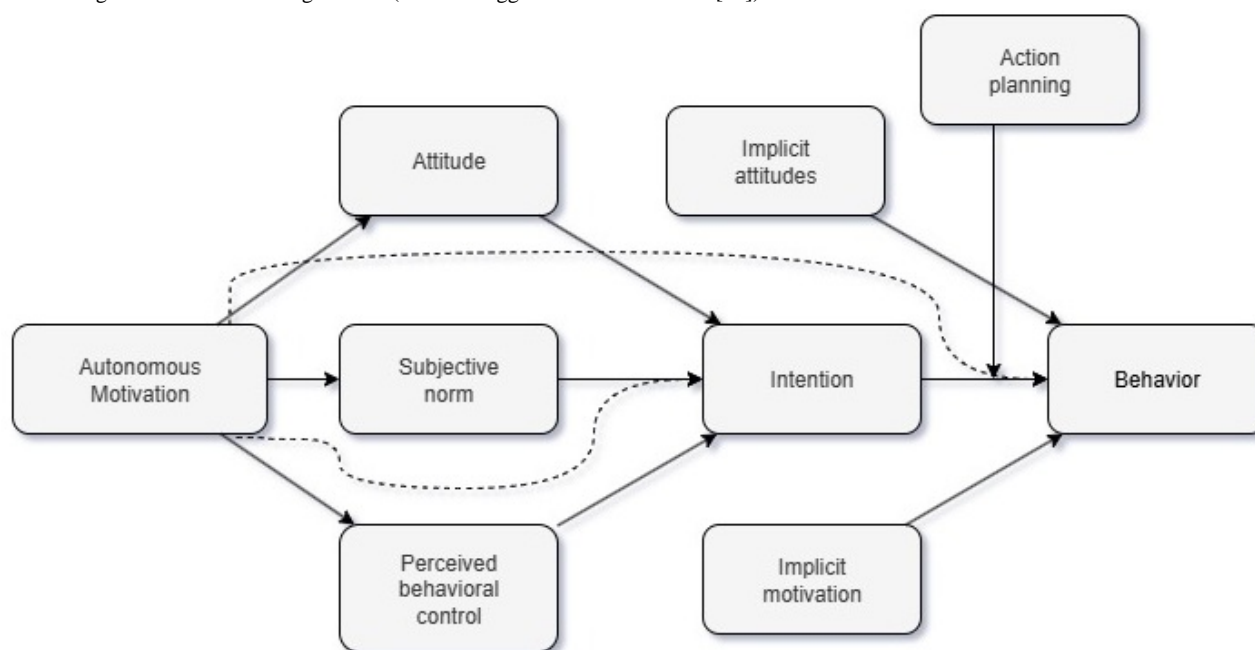 Action
planning
Attitude
Implicit
attitudes
Autonomous
Motivation
Subjective
norm
Intention
Behavior
Perceived
behavioral
control
Implicit
motivation